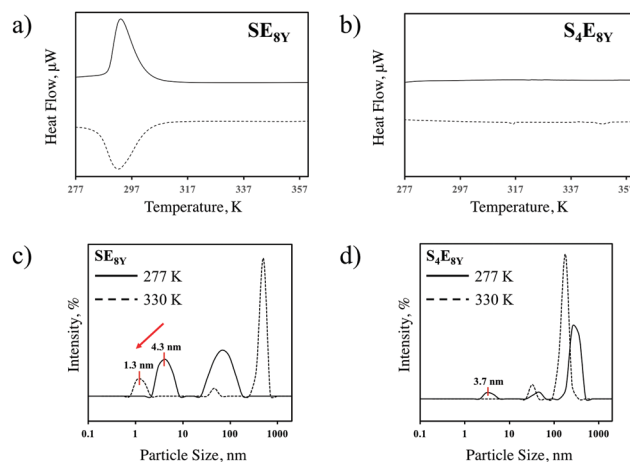 a)
SE8Y
Heat Flow, μW
277 297 317 337 357
Temperature, K
b)
S4E8Y
Heat Flow, μW
277 297 317 337 357
Temperature, K
c)
SE8Y
277 K
330 K
4.3 nm
1.3 nm
Intensity, %
0.1 1 10 100 1000
Particle Size, nm
d)
S4E8Y
277 K
330 K
3.7 nm
Intensity, %
0.1 1 10 100 1000
Particle Size, nm